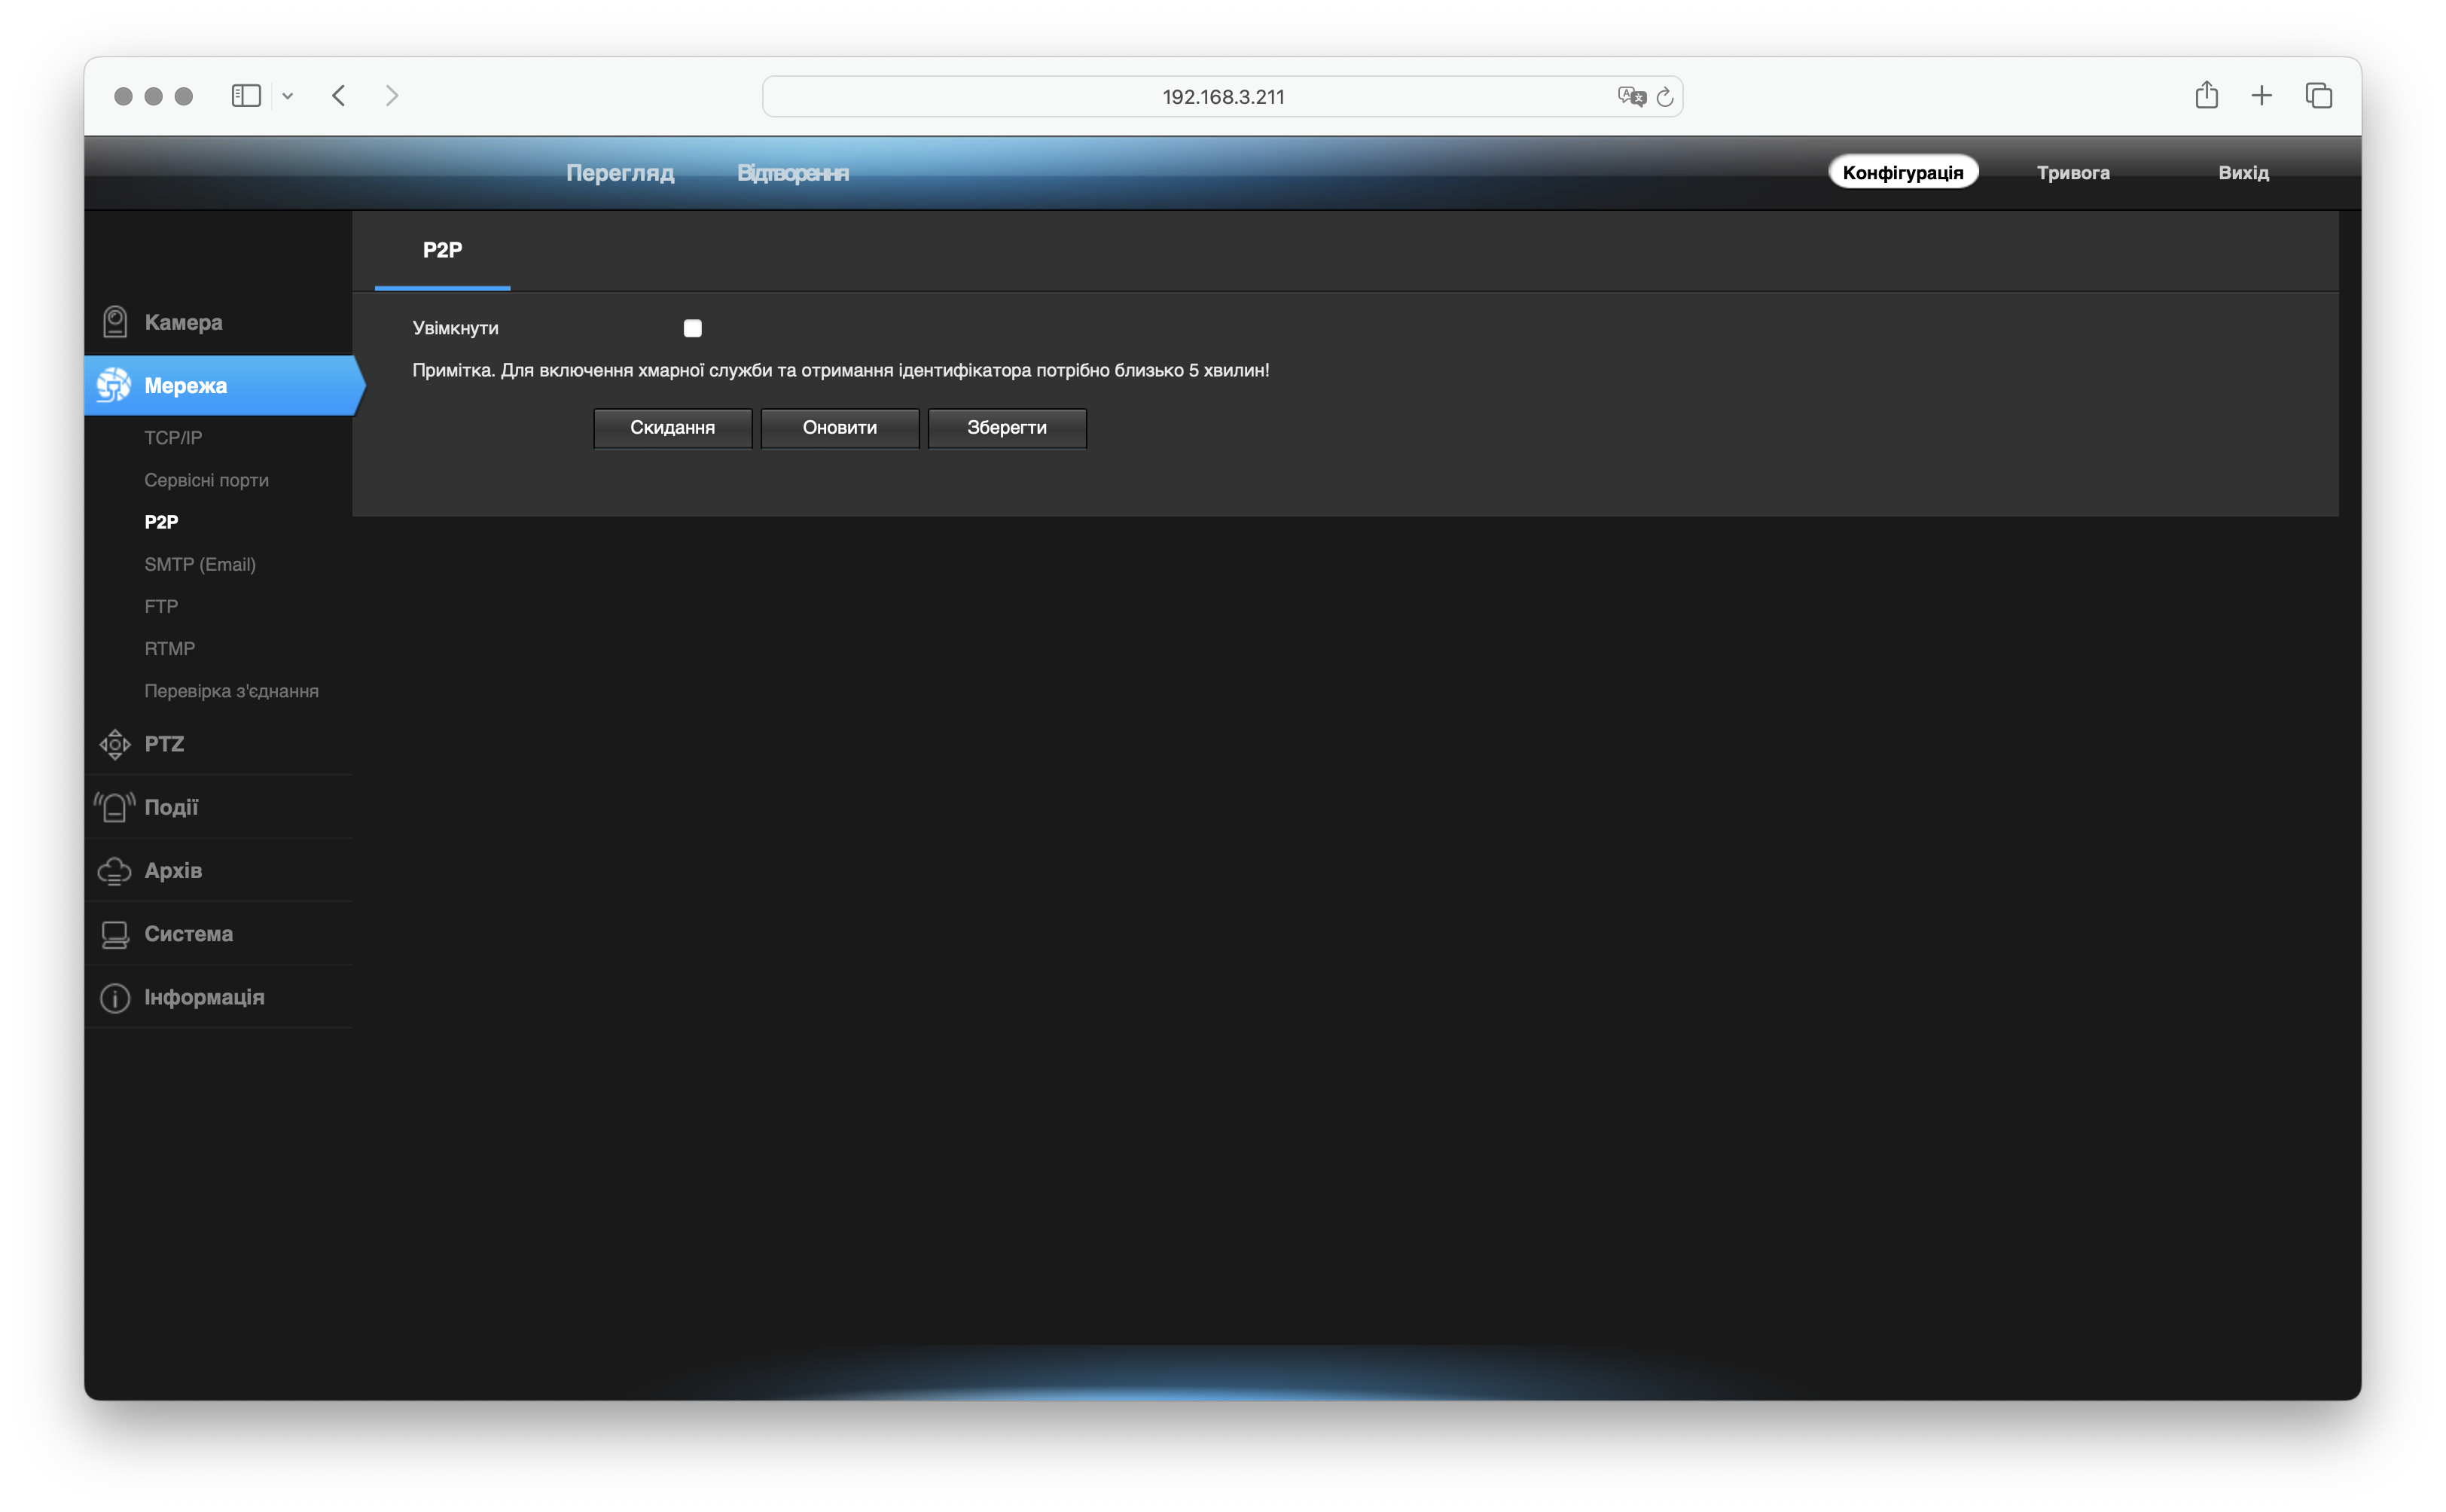 192.168.3.211
Перегляд
Відтворення
Конфігурація
Тривога
Вихід
P2P
Камера
Мережа
TCP/IP
Сервісні порти
P2P
SMTP (Email)
FTP
RTMP
Перевірка з'єднання
PTZ
Події
Архів
Система
Інформація
Увімкнути
Примітка. Для включення хмарної служби та отримання ідентифікатора потрібно близько 5 хвилин!
Скидання
Оновити
Зберегти